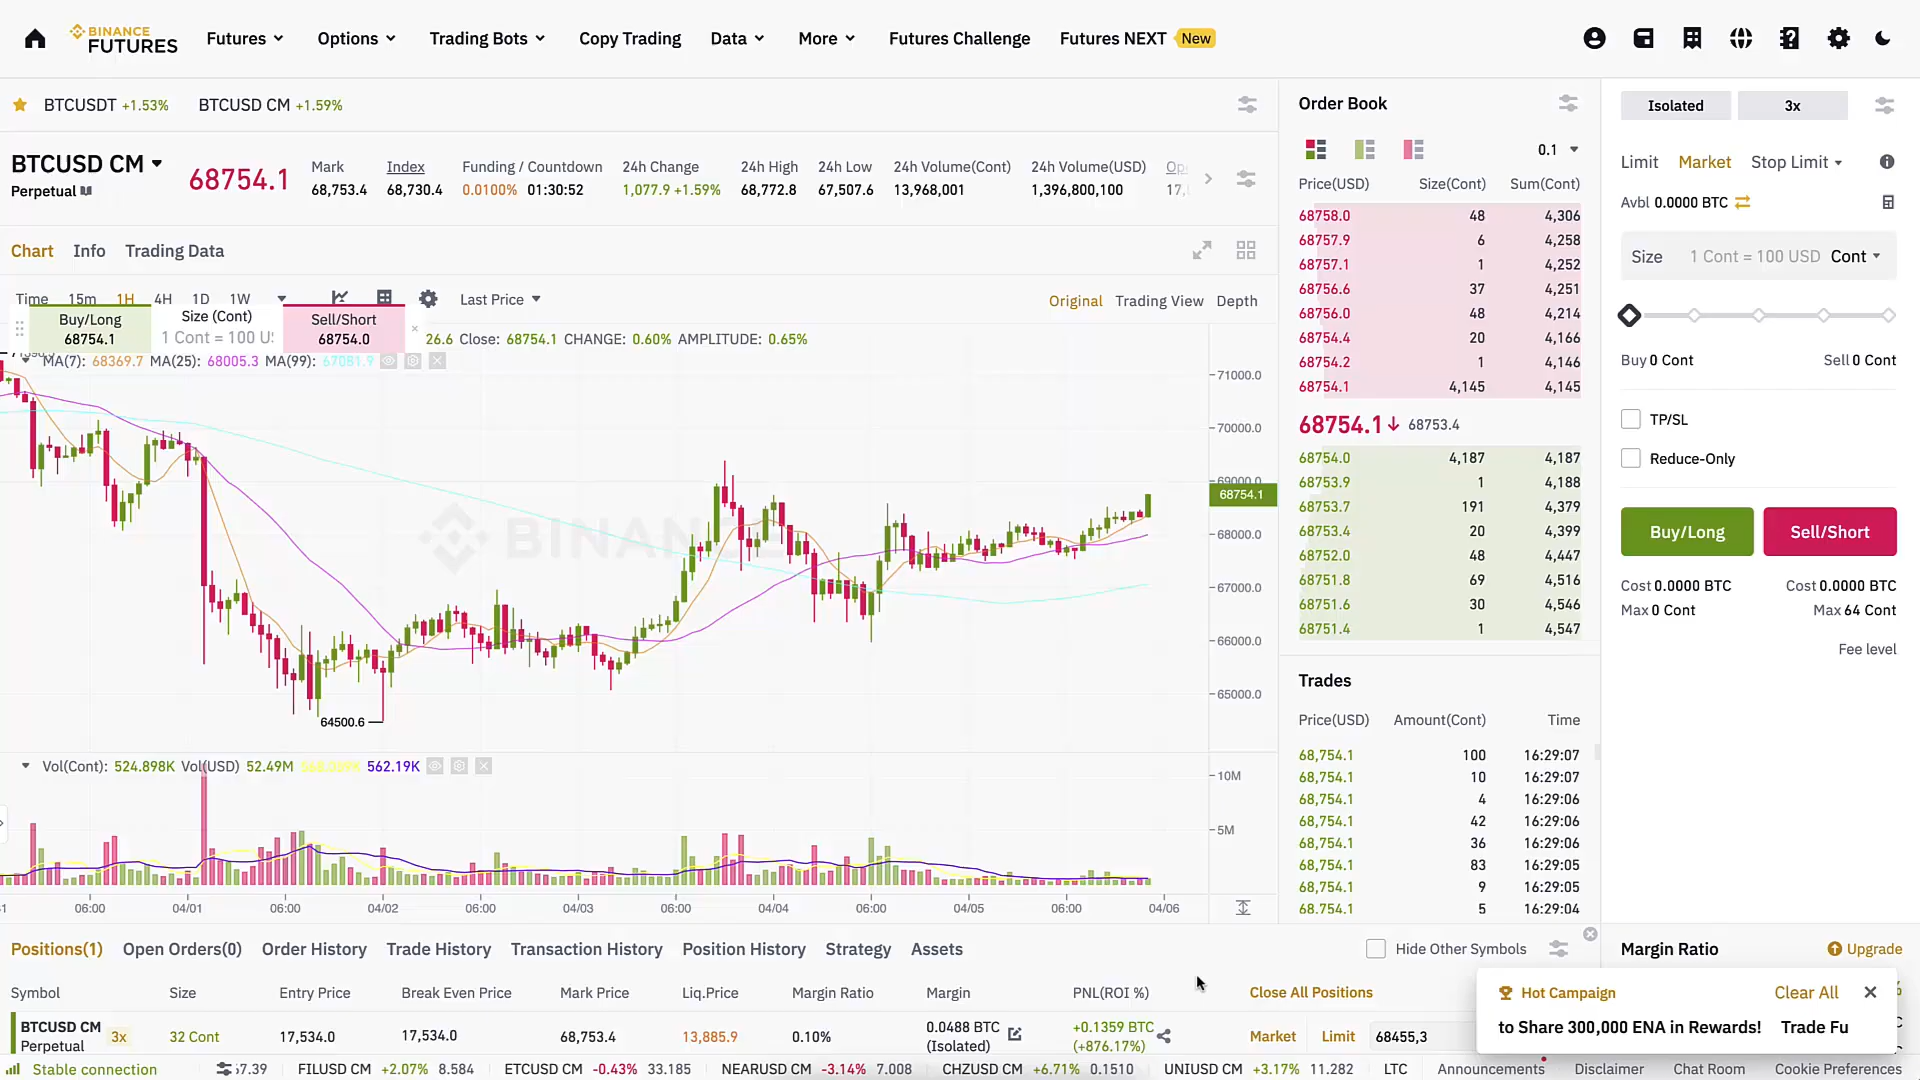 BINANCE
FUTURES
Futures
Options
Trading Bots
Copy Trading
Data
More
Futures Challenge
Futures NEXT
New
BTCUSDT +1.53%
BTCUSD CM +1.59%
BTCUSD CM
Perpetual
68754.1
Mark
68,753.4
Index
68,730.4
Funding / Countdown
0.0100% 01:30:52
24h Change
1,077.9 +1.59%
24h High
68,772.8
24h Low
67,507.6
24h Volume(Cont)
13,968,001
24h Volume(USD)
1,396,800,100
Chart Info Trading Data
Time 15m 1H 4H 1D 1W Last Price Original Trading View Depth
Buy/Long
68754.1
Size (Cont)
1 Cont = 100 U
Sell/Short
68754.0
26.6 Close: 68754.1 CHANGE: 0.60% AMPLITUDE: 0.65%
MA(7): 68369.7 MA(25): 68005.3 MA(99): 67081.9
71000.0
70000.0
69000.0
68754.1
68000.0
67000.0
66000.0
65000.0
BINANCE
64500.6
Vol(Cont): 524.898K Vol(USD) 52.49M 562.19K
10M
5M
06:00 04/01 06:00 04/02 06:00 04/03 06:00 04/04 06:00 04/05 06:00 04/06
Order Book
0.1
Price(USD) Size(Cont) Sum(Cont)
68758.0 48 4,306
68757.9 6 4,258
68757.1 1 4,252
68756.6 37 4,251
68756.0 48 4,214
68754.4 20 4,166
68754.2 1 4,146
68754.1 4,145 4,145
68754.1 68753.4
68754.0 4,187 4,187
68753.9 1 4,188
68753.7 191 4,379
68753.4 20 4,399
68752.0 48 4,447
68751.8 69 4,516
68751.6 30 4,546
68751.4 1 4,547
Trades
Price(USD) Amount(Cont) Time
68,754.1 100 16:29:07
68,754.1 10 16:29:07
68,754.1 4 16:29:06
68,754.1 42 16:29:06
68,754.1 36 16:29:06
68,754.1 83 16:29:05
68,754.1 9 16:29:05
68,754.1 5 16:29:04
Isolated 3x
Limit Market Stop Limit
Avbl 0.0000 BTC
Size 1 Cont = 100 USD Cont
Buy 0 Cont Sell 0 Cont
TP/SL
Reduce-Only
Buy/Long Sell/Short
Cost 0.0000 BTC Cost 0.0000 BTC
Max 0 Cont Max 64 Cont
Fee level
Positions(1) Open Orders(0) Order History Trade History Transaction History Position History Strategy Assets Hide Other Symbols
Margin Ratio Upgrade
Symbol Size Entry Price Break Even Price Mark Price Liq.Price Margin Ratio Margin PNL(ROI %) Close All Positions
BTCUSD CM
Perpetual
3x
32 Cont 17,534.0 17,534.0 68,753.4 13,885.9 0.10%
0.0488 BTC
(Isolated)
+0.1359 BTC
(+876.17%)
Market Limit 68455,3
Hot Campaign Clear All
to Share 300,000 ENA in Rewards! Trade Fu
Stable connection
FILUSD CM +2.07% 8.584 ETCUSD CM -0.43% 33.185 NEARUSD CM -3.14% 7.008 CHZUSD CM +6.71% 0.1510 UNIUSD CM +3.17% 11.282 LTC
Announcements Disclaimer Chat Room Cookie Preferences